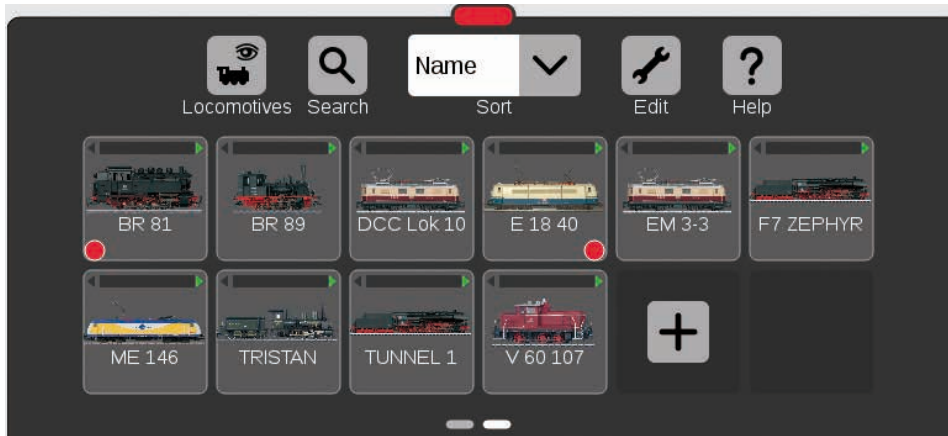 Name
Locomotives Search Sort Edit Help
BR 81 BR 89 DCC Lok 10 E 18 40 EM 3-3 F7 ZEPHYR
ME 146 TRISTAN TUNNEL 1 V 60 107